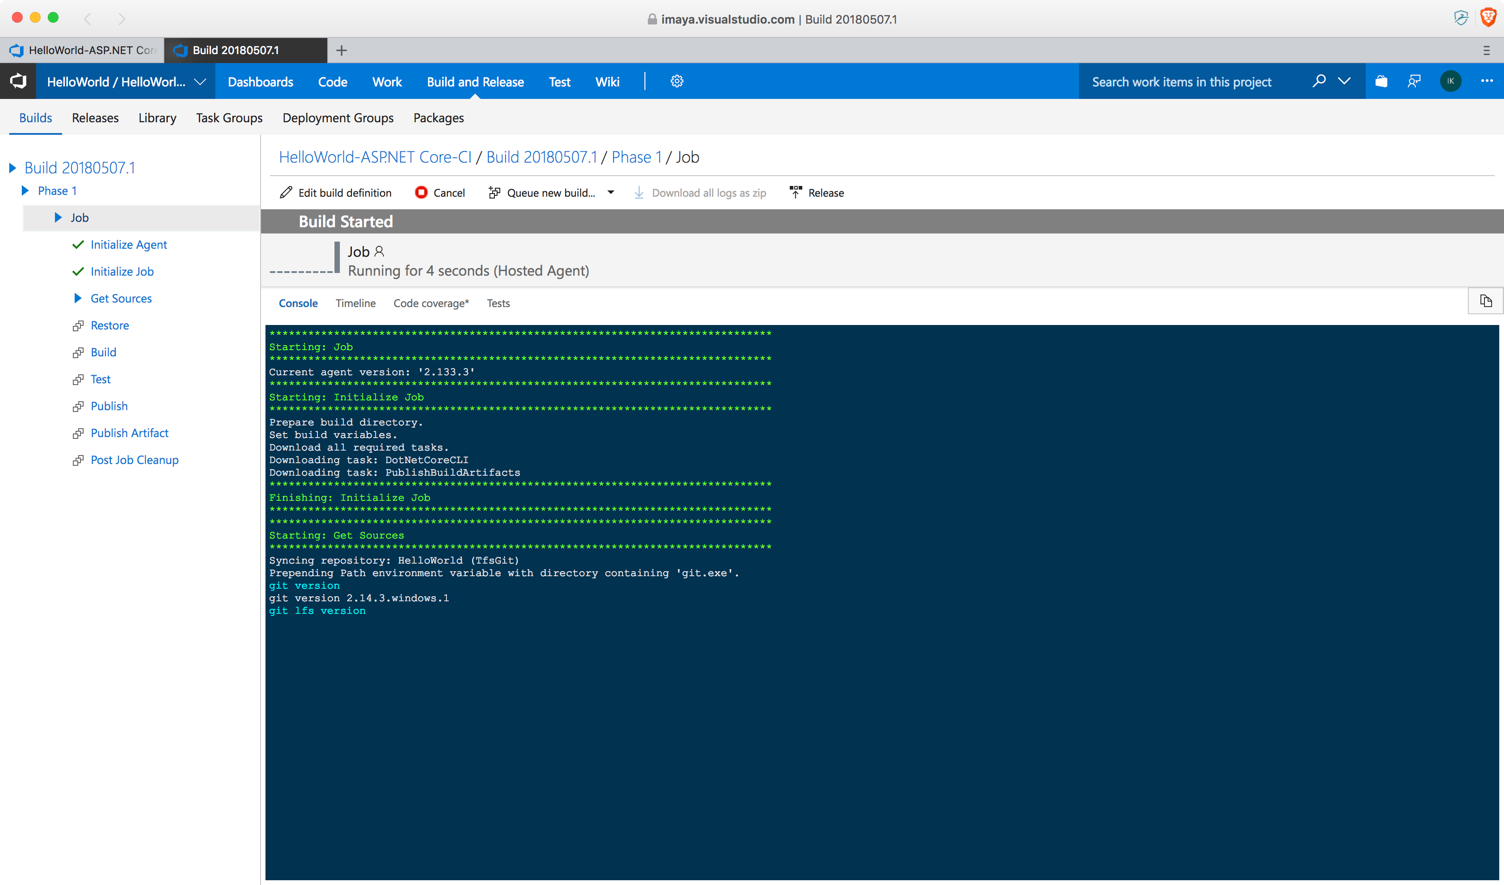 imaya.visualstudio.com | Build 20180507.1
HelloWorld-ASP.NET Cor
Build 20180507.1
HelloWorld / HelloWorl...
Dashboards
Code
Work
Build and Release
Test
Wiki
Search work items in this project
IK
Builds
Releases
Library
Task Groups
Deployment Groups
Packages
Build 20180507.1
Phase 1
Job
Initialize Agent
Initialize Job
Get Sources
Restore
Build
Test
Publish
Publish Artifact
Post Job Cleanup
HelloWorld-ASP.NET Core-CI / Build 20180507.1 / Phase 1 / Job
Edit build definition
Cancel
Queue new build...
Download all logs as zip
Release
Build Started
Job
Running for 4 seconds (Hosted Agent)
Console
Timeline
Code coverage*
Tests
******************************************************************************
Starting: Job
******************************************************************************
Current agent version: '2.133.3'
******************************************************************************
Starting: Initialize Job
******************************************************************************
Prepare build directory.
Set build variables.
Download all required tasks.
Downloading task: DotNetCoreCLI
Downloading task: PublishBuildArtifacts
******************************************************************************
Finishing: Initialize Job
******************************************************************************
******************************************************************************
Starting: Get Sources
******************************************************************************
Syncing repository: HelloWorld (TfsGit)
Prepending Path environment variable with directory containing 'git.exe'.
git version
git version 2.14.3.windows.1
git lfs version